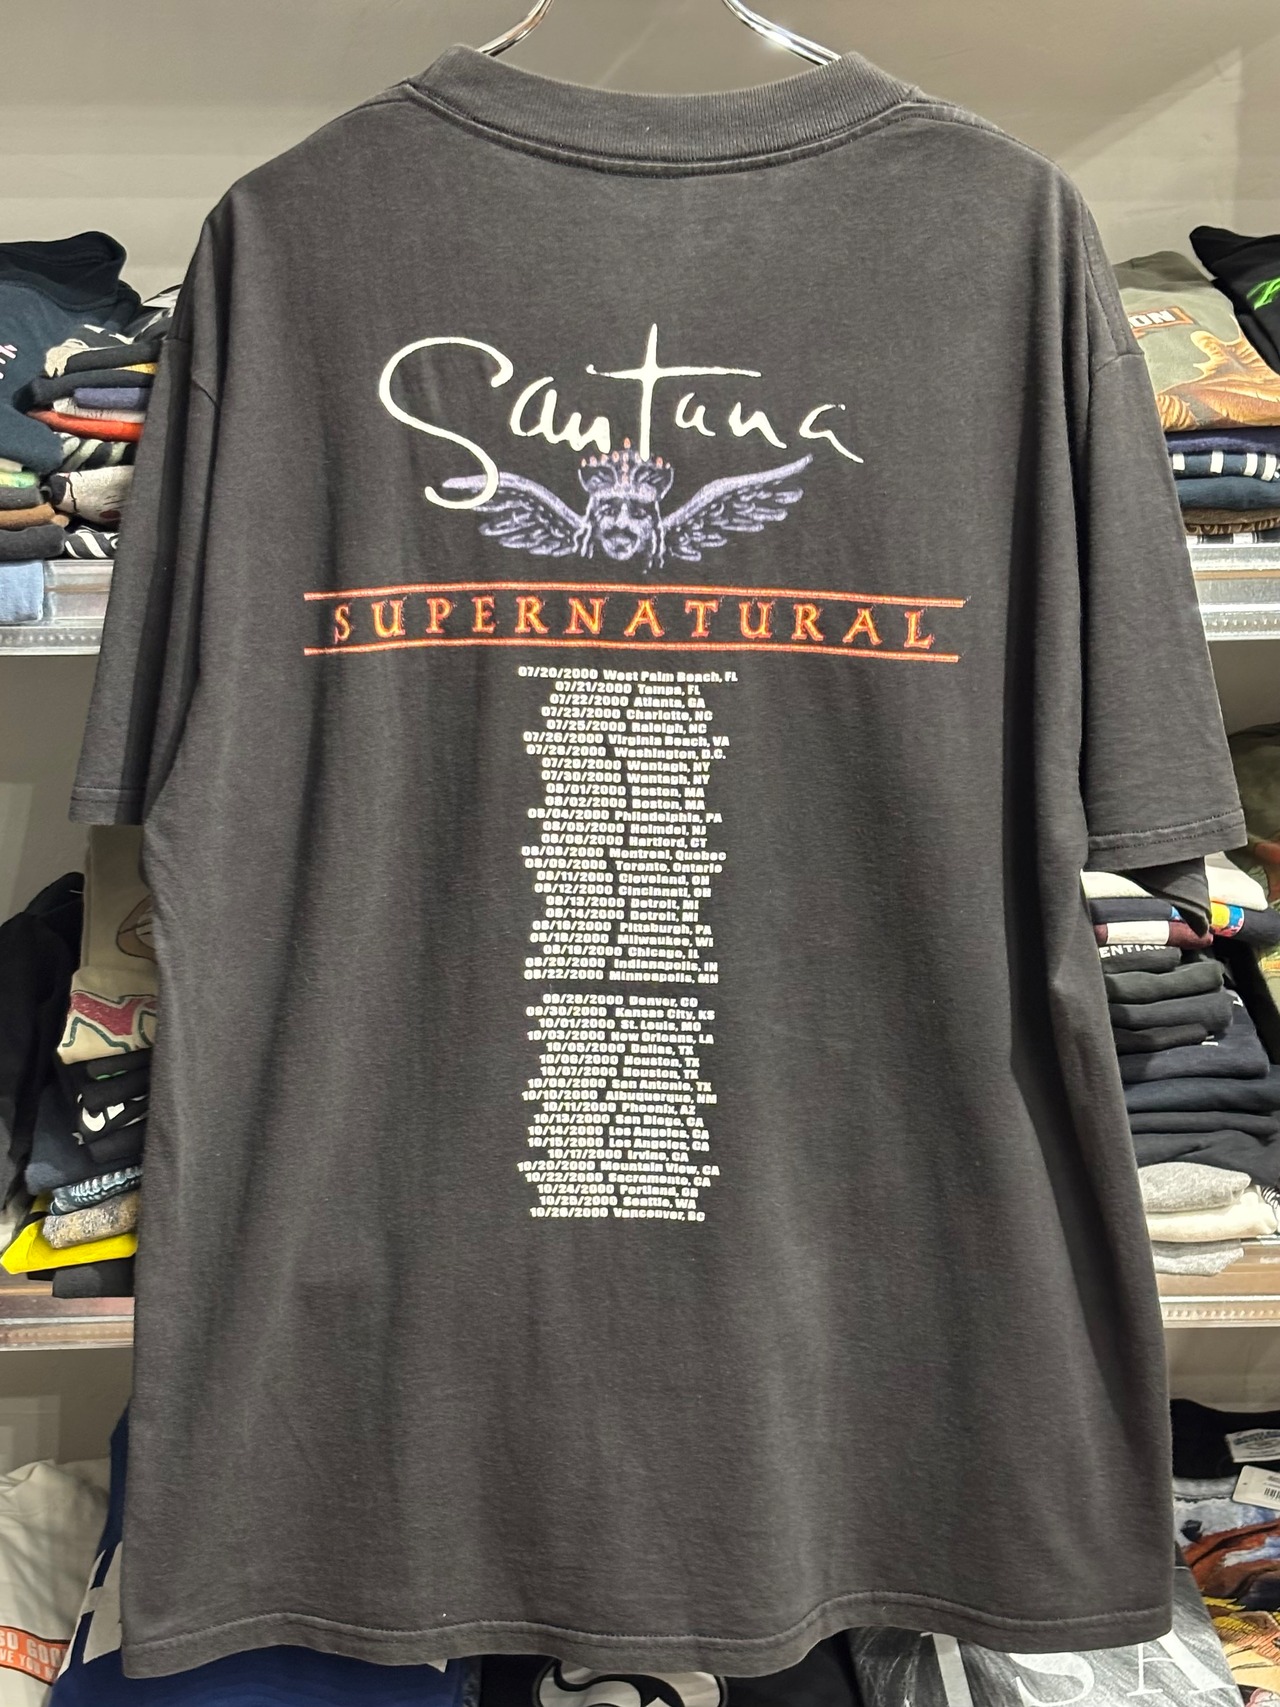 Santana
SUPERNATURAL
07/20/2000 West Palm Beach, FL
07/21/2000 Tampa, FL
07/22/2000 Atlanta, GA
07/23/2000 Charlotte, NC
07/25/2000 Raleigh, NC
07/26/2000 Virginia Beach, VA
07/28/2000 Washington, D.C.
07/29/2000 Wantagh, NY
07/30/2000 Wantagh, NY
08/01/2000 Boston, MA
08/02/2000 Boston, MA
08/04/2000 Philadelphia, PA
08/05/2000 Holmdel, NJ
08/06/2000 Hartford, CT
08/08/2000 Montreal, Quebec
08/09/2000 Toronto, Ontario
08/11/2000 Cleveland, OH
08/12/2000 Cincinnati, OH
08/13/2000 Detroit, MI
08/14/2000 Detroit, MI
Pittsburgh, PA
08/18/2000 Milwaukee, WI
08/19/2000 Chicago, IL
08/20/2000 Indianapolis, IN
08/22/2000 Minneapolis, MN
Denver, CO
09/30/2000 Kansas City, KS
10/01/2000 St. Louis, MO
10/03/2000 New Orleans, LA
10/05/2000 Dallas, TX
10/06/2000 Houston, TX
10/07/2000 Houston, TX
10/08/2000 San Antonio, TX
10/10/2000 Albuquerque, NM
10/11/2000 Phoenix, AZ
10/13/2000 San Diego, CA
10/14/2000 Los Angeles, CA
10/15/2000 Los Angeles, CA
10/17/2000 Irvine, CA
10/20/2000 Mountain View, CA
10/22/2000 Sacramento, CA
10/24/2000 Portland, OR
10/25/2000 Seattle, WA
Vancouver, BC
SO GOO
SA